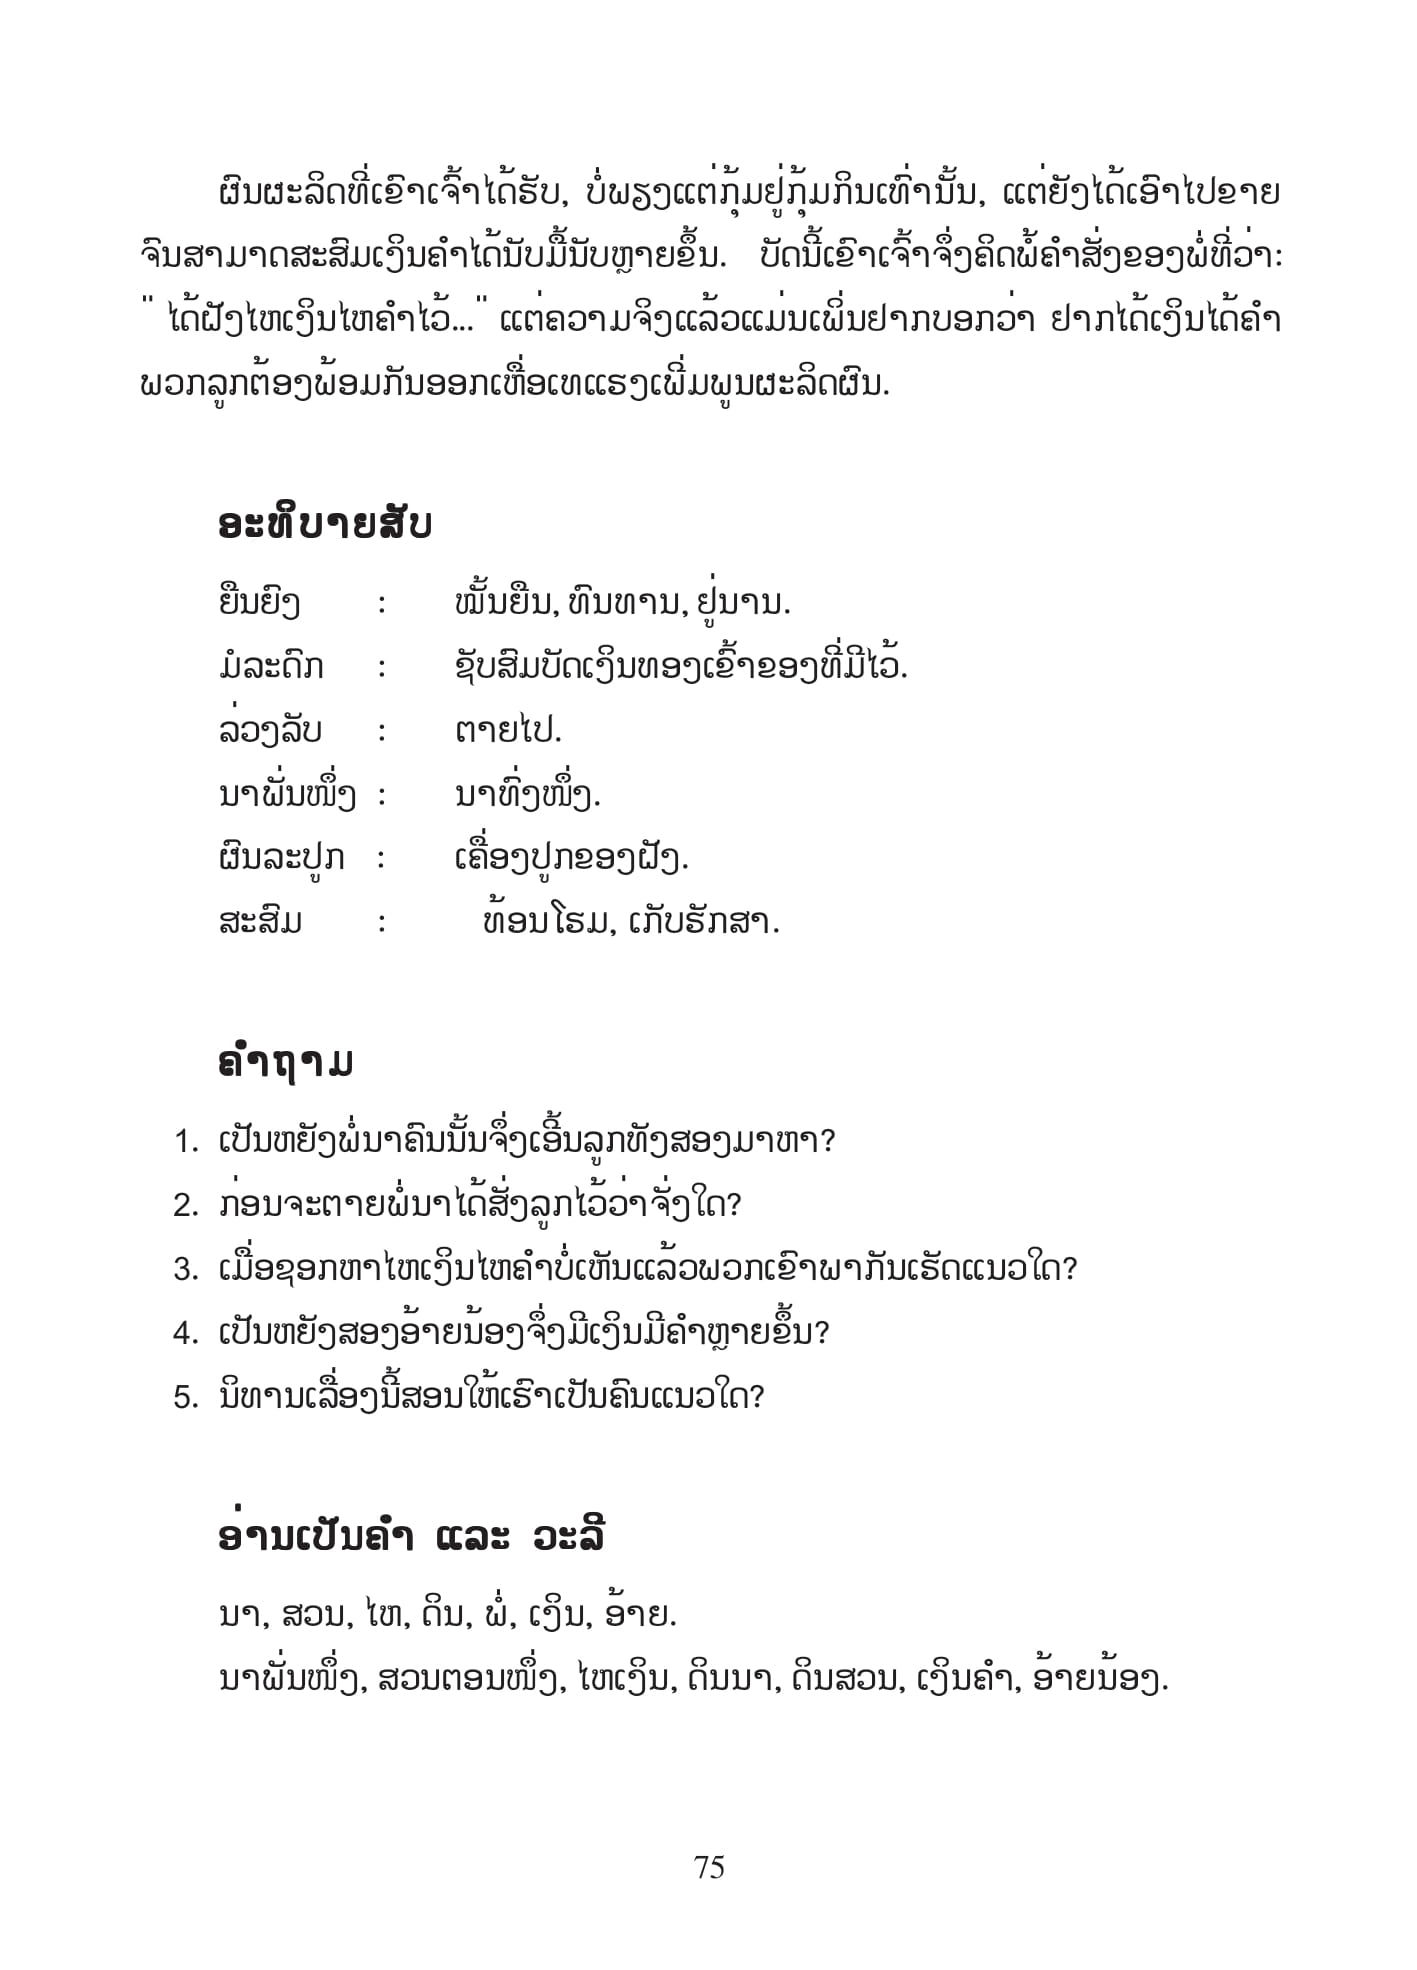 ຜົນຜະລິດທີ່ເຂົາເຈົ້າໄດ້ຮັບ, ບໍ່ພຽງແຕ່ກຸ້ມຢູ່ກຸ້ມກິນເທົ່ານັ້ນ, ແຕ່ຍັງໄດ້ເອົາໄປຂາຍ
ຈົນສາມາດສະສົມເງິນຄຳໄດ້ນັບມື້ນັບຫຼາຍຂຶ້ນ. ບັດນີ້ເຂົາເຈົ້າຈຶ່ງຄິດພໍ້ຄຳສັ່ງຂອງພໍ່ທີ່ວ່າ:
" ໄດ້ຝັງໄຫເງິນໄຫຄຳໄວ້..." ແຕ່ຄວາມຈິງແລ້ວແມ່ນເພິ່ນຢາກບອກວ່າ ຢາກໄດ້ເງິນໄດ້ຄຳ
ພວກລູກຕ້ອງພ້ອມກັນອອກເຫື່ອເທແຮງເພີ່ມພູນຜະລິດຜົນ.
ອະທິບາຍສັບ
ຍືນຍົງ : ໝັ້ນຍືນ, ທົນທານ, ຢູ່ນານ.
ມໍລະດົກ : ຊັບສົມບັດເງິນທອງເຂົ້າຂອງທີ່ມີໄວ້.
ລ່ວງລັບ : ຕາຍໄປ.
ນາພັ່ນໜຶ່ງ : ນາທົ່ງໜຶ່ງ.
ຜົນລະປູກ : ເຄື່ອງປູກຂອງຝັງ.
ສະສົມ : ທ້ອນໂຮມ, ເກັບຮັກສາ.
ຄຳຖາມ
1. ເປັນຫຍັງພໍ່ນາຄົນນັ້ນຈຶ່ງເອີ້ນລູກທັງສອງມາຫາ?
2. ກ່ອນຈະຕາຍພໍ່ນາໄດ້ສັ່ງລູກໄວ້ວ່າຈັ່ງໃດ?
3. ເມື່ອຊອກຫາໄຫເງິນໄຫຄຳບໍ່ເຫັນແລ້ວພວກເຂົາພາກັນເຮັດແນວໃດ?
4. ເປັນຫຍັງສອງອ້າຍນ້ອງຈຶ່ງມີເງິນມີຄຳຫຼາຍຂຶ້ນ?
5. ນິທານເລື່ອງນີ້ສອນໃຫ້ເຮົາເປັນຄົນແນວໃດ?
ອ່ານເປັນຄຳ ແລະ ວະລີ
ນາ, ສວນ, ໄຫ, ດິນ, ພໍ່, ເງິນ, ອ້າຍ.
ນາພັ່ນໜຶ່ງ, ສວນຕອນໜຶ່ງ, ໄຫເງິນ, ດິນນາ, ດິນສວນ, ເງິນຄຳ, ອ້າຍນ້ອງ.
75